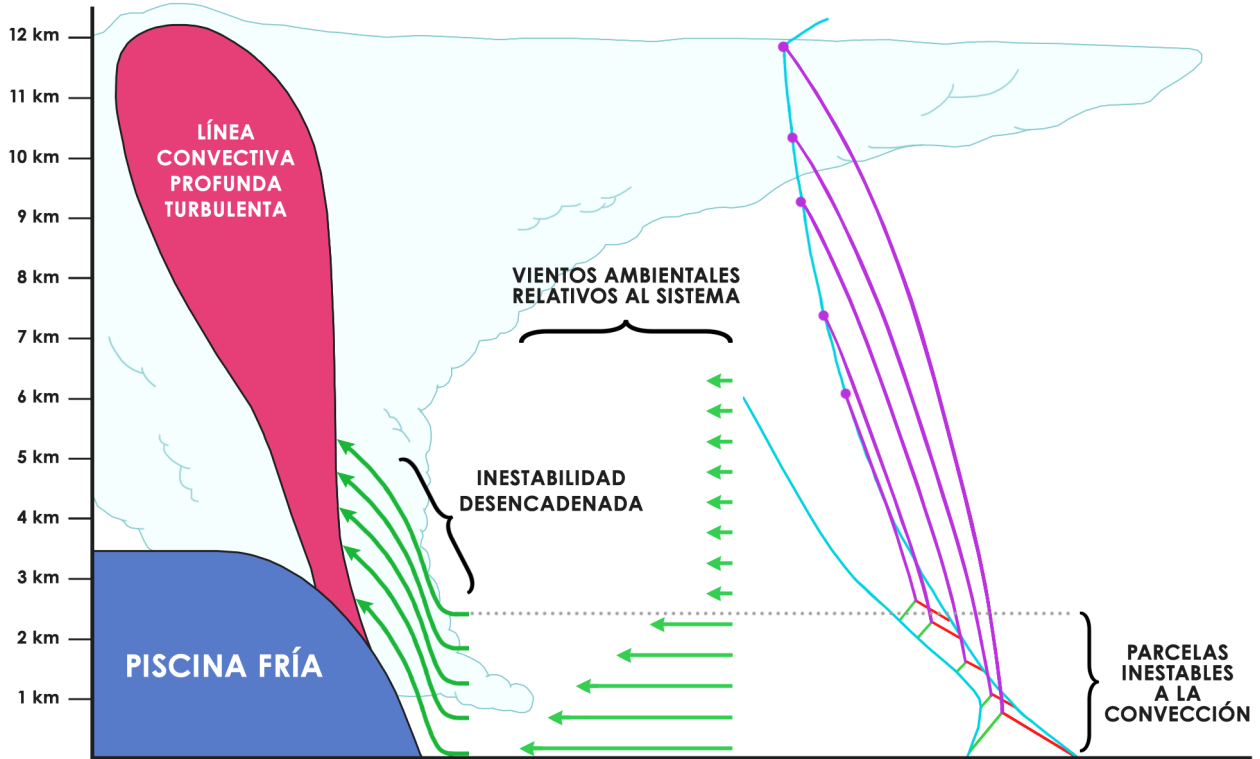 12 km
11 km
10 km
9 km
8 km
7 km
6 km
5 km
4 km
3 km
2 km
1 km
LÍNEA
CONVECTIVA
PROFUNDA
TURBULENTA
VIENTOS AMBIENTALES
RELATIVOS AL SISTEMA
INESTABILIDAD
DESENCADENADA
PISCINA FRÍA
PARCELAS
INESTABLES
A LA
CONVECCIÓN